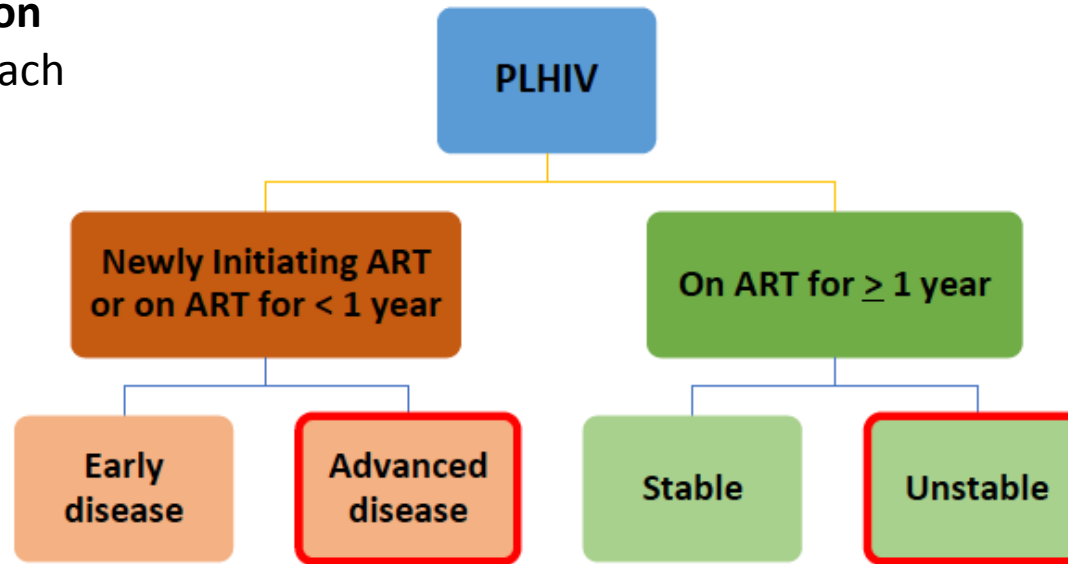 on
ach
PLHIV
Newly Initiating ART
or on ART for < 1 year
On ART for ≥ 1 year
Early
disease
Advanced
disease
Stable
Unstable